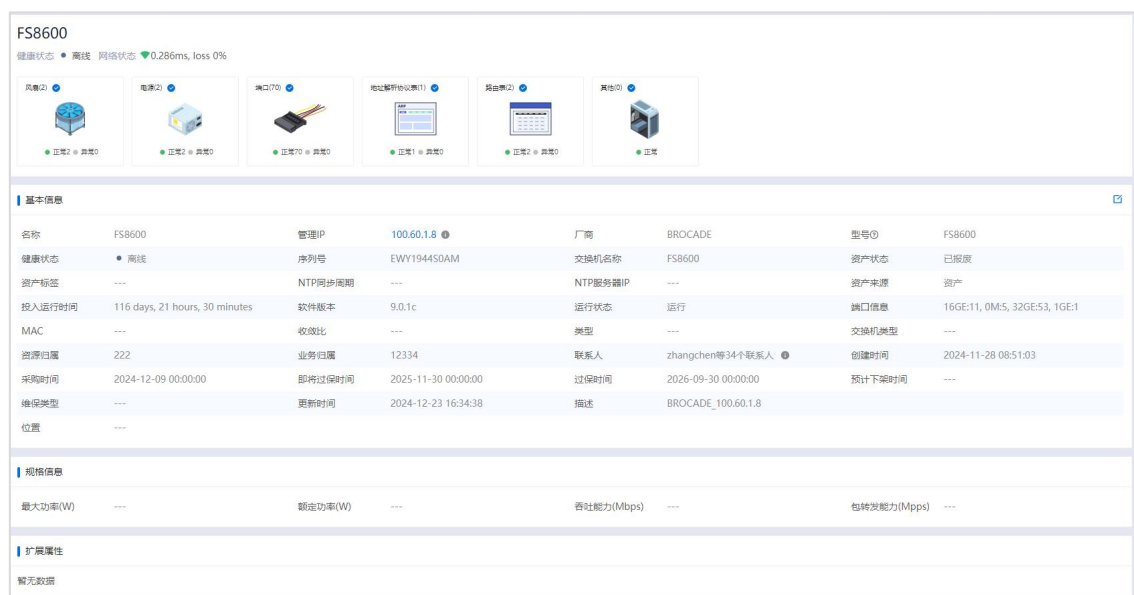 FS8600
健康状态 离线 网络状态 0.286ms, loss 0%
风扇(2) 电源(2) 端口(70) 地址解析协议表(1) 路由表(2) 其他(0)
ARP
正常2 异常0 正常2 异常0 正常70 异常0 正常1 异常0 正常2 异常0 正常
基本信息
名称 FS8600 管理IP 100.60.1.8 厂商 BROCADE 型号 FS8600
健康状态 离线 序列号 EWY1944S0AM 交换机名称 FS8600 资产状态 已报废
资产标签 --- NTP同步周期 --- NTP服务器IP --- 资产来源 资产
投入运行时间 116 days, 21 hours, 30 minutes 软件版本 9.0.1c 运行状态 运行 端口信息 16GE:11, 0M:5, 32GE:53, 1GE:1
MAC --- 收敛比 --- 类型 --- 交换机类型 ---
资源归属 222 业务归属 12334 联系人 zhangchen等34个联系人 创建时间 2024-11-28 08:51:03
采购时间 2024-12-09 00:00:00 即将过保时间 2025-11-30 00:00:00 过保时间 2026-09-30 00:00:00 预计下架时间 ---
维保类型 --- 更新时间 2024-12-23 16:34:38 描述 BROCADE_100.60.1.8
位置 ---
规格信息
最大功率(W) --- 额定功率(W) --- 吞吐能力(Mbps) --- 包转发能力(Mpps) ---
扩展属性
暂无数据